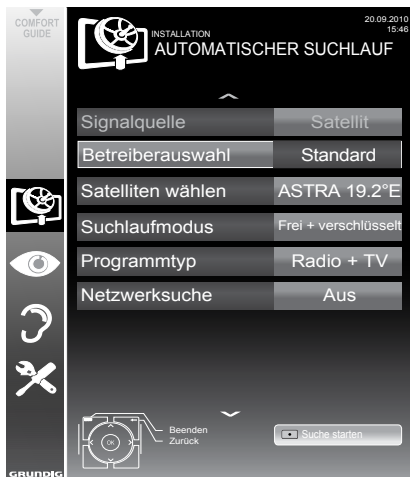 COMFORT
GUIDE
20.09.2010
15:46
INSTALLATION
AUTOMATISCHER SUCHLAUF
Signalquelle Satellit
Betreiberauswahl Standard
Satelliten wählen ASTRA 19.2°E
Suchlaufmodus Frei + verschlüsselt
Programmtyp Radio + TV
Netzwerksuche Aus
OK
Beenden
Zurück
Suche starten
GRUNDIG